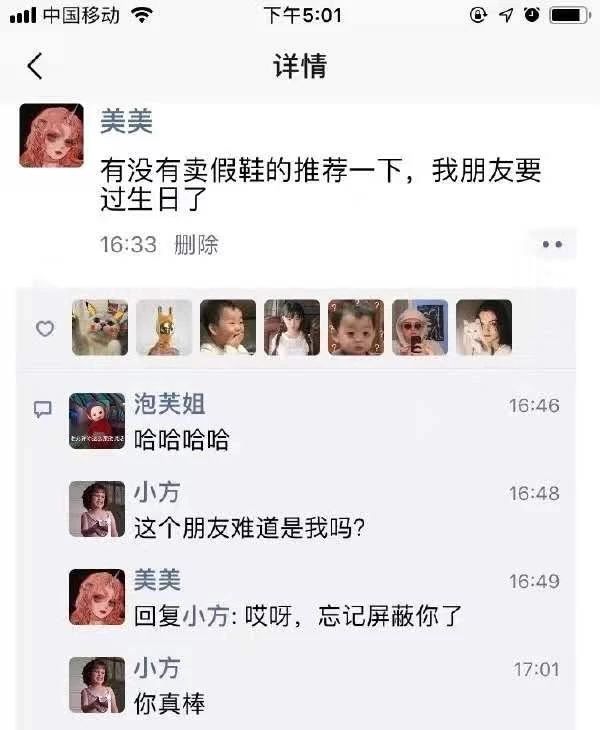 中国移动
下午5:01
详情
美美
有没有卖假鞋的推荐一下，我朋友要
过生日了
16:33 删除
泡芙姐
16:46
哈哈哈哈
小方
16:48
这个朋友难道是我吗？
美美
16:49
回复小方：哎呀，忘记屏蔽你了
小方
17:01
你真棒